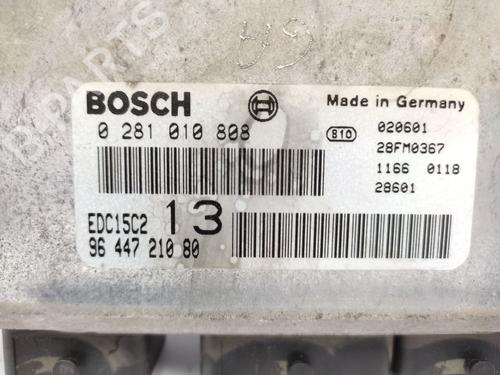 B-PARTS
BOSCH
Made in Germany
0 281 010 808
810
020601
28FM0367
1166 0118
28601
EDC15C2 13
96 447 210 80